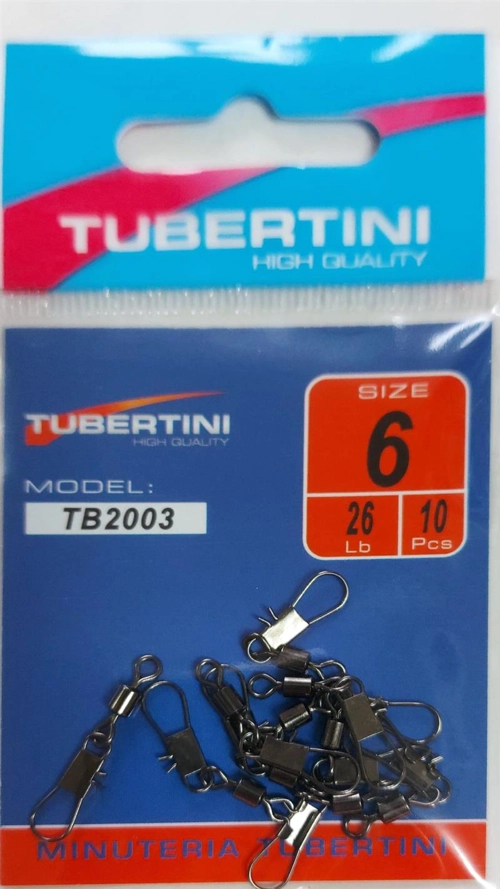 TUBERTINI
HIGH QUALITY
TUBERTINI
HIGH QUALITY
MODEL:
TB2003
SIZE
6
26
Lb
10
Pcs
MINUTERIA TUBERTINI